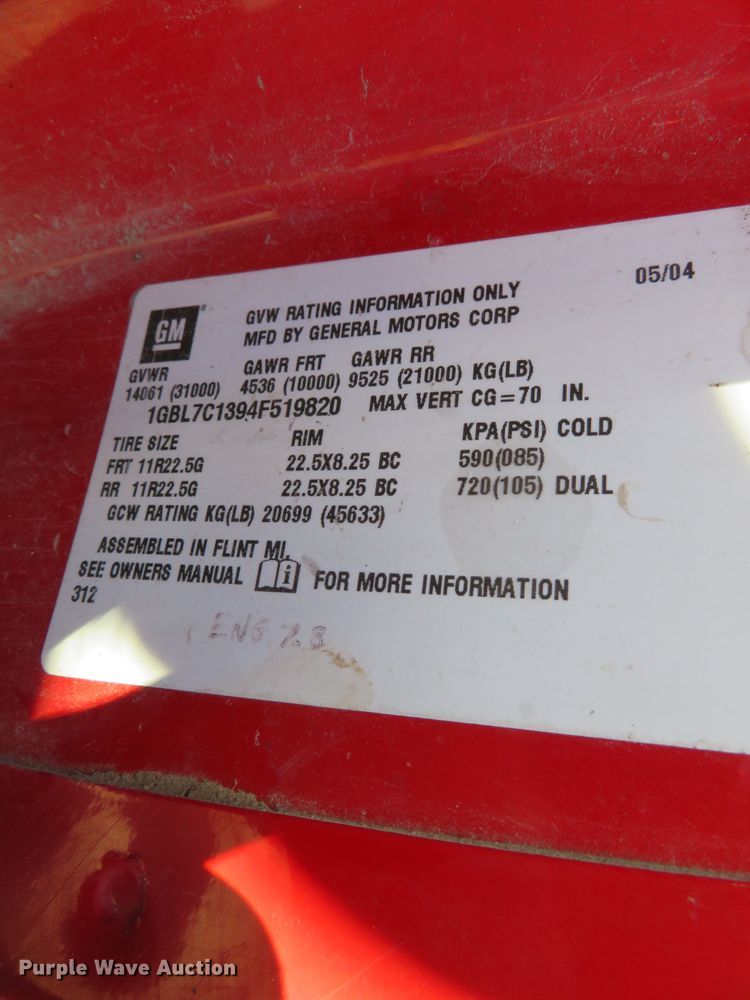 05/04
GM ®
GVW RATING INFORMATION ONLY
MFD BY GENERAL MOTORS CORP
GVWR GAWR FRT GAWR RR
14061 (31000) 4536 (10000) 9525 (21000) KG(LB)
1GBL7C1394F519820 MAX VERT CG=70 IN.
TIRE SIZE RIM KPA(PSI) COLD
FRT 11R22.5G 22.5X8.25 BC 590(085)
RR 11R22.5G 22.5X8.25 BC 720(105) DUAL
GCW RATING KG(LB) 20699 (45633)
ASSEMBLED IN FLINT MI.
SEE OWNERS MANUAL i FOR MORE INFORMATION
312
ENG 7.8
Purple Wave Auction